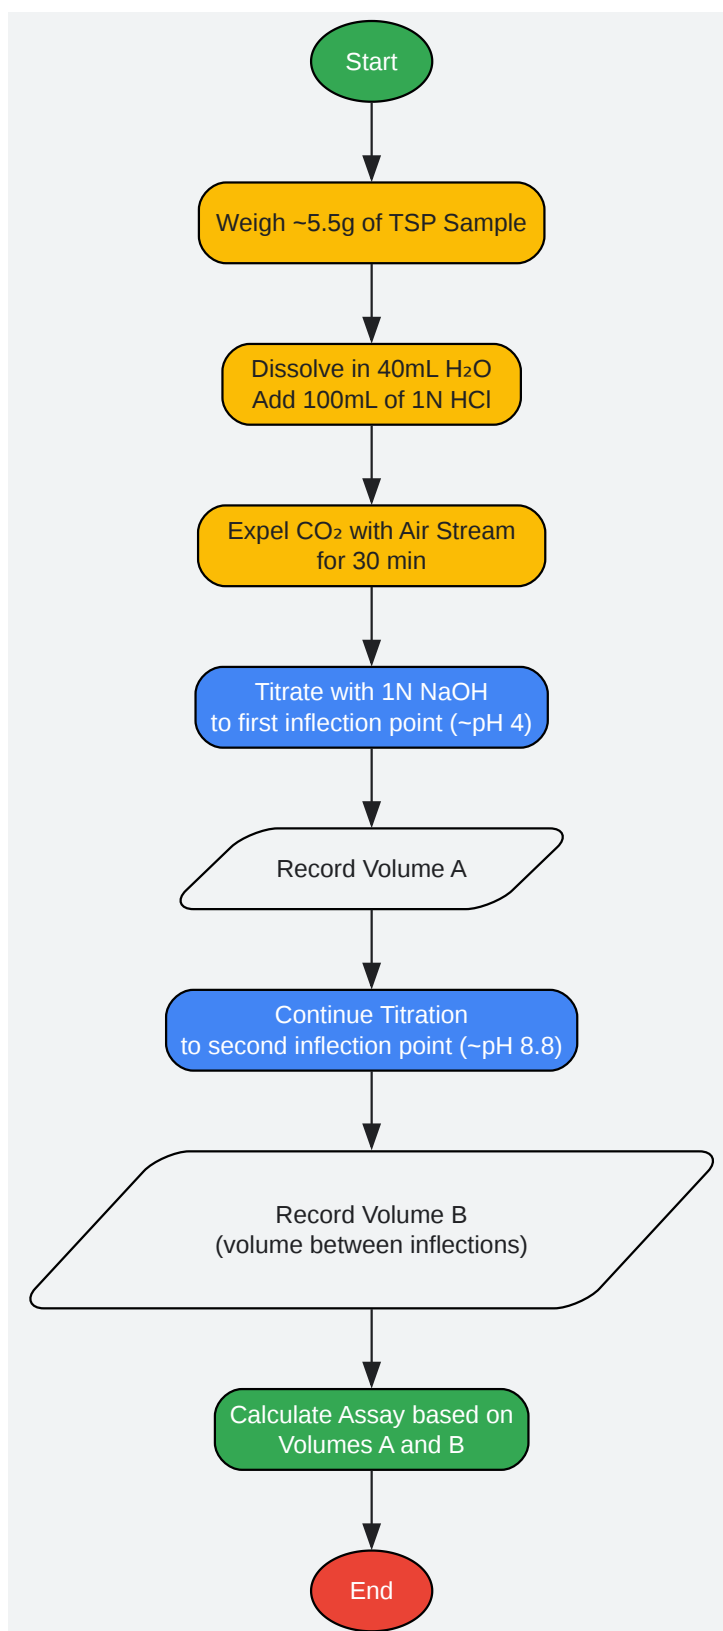 Start
Weigh ~5.5g of TSP Sample
Dissolve in 40mL H₂O
Add 100mL of 1N HCl
Expel CO₂ with Air Stream
for 30 min
Titrate with 1N NaOH
to first inflection point (~pH 4)
Record Volume A
Continue Titration
to second inflection point (~pH 8.8)
Record Volume B
(volume between inflections)
Calculate Assay based on
Volumes A and B
End